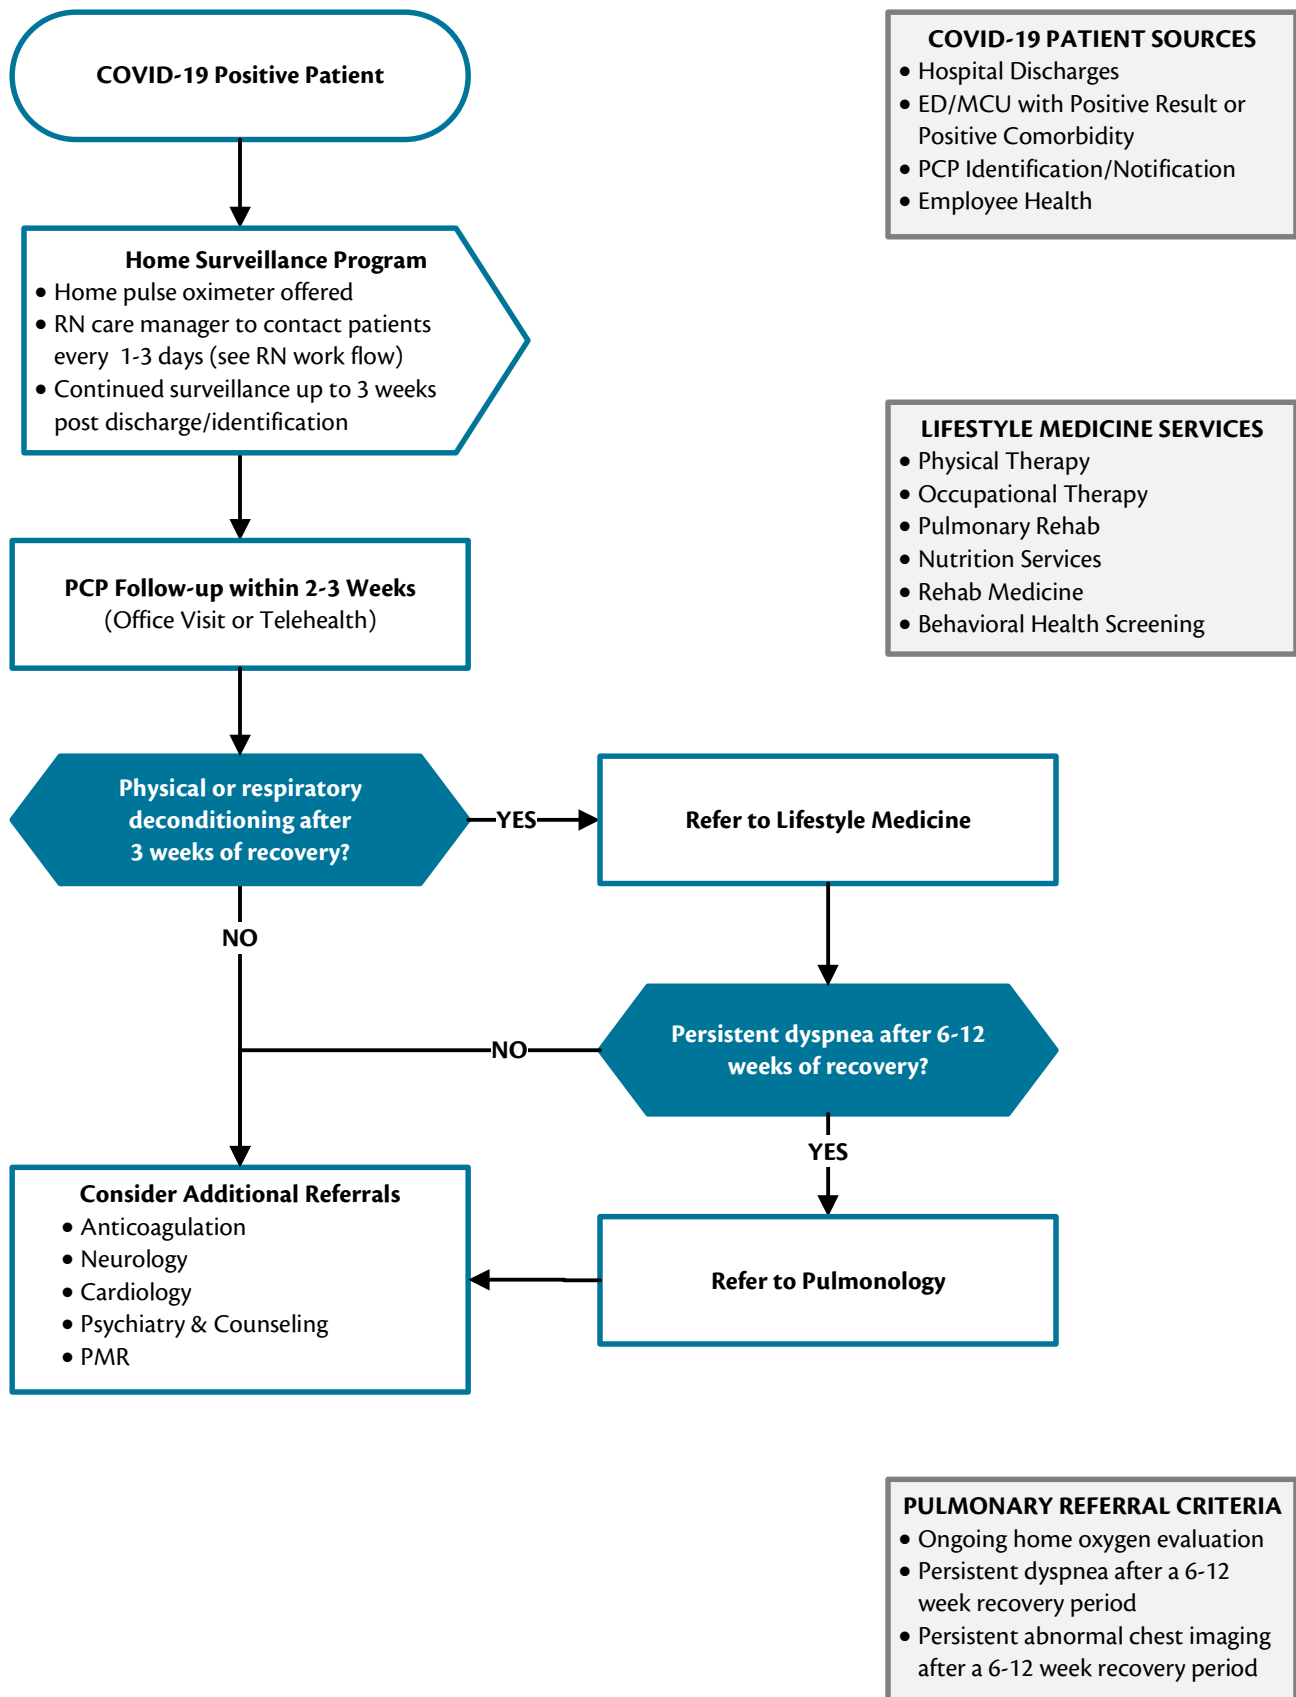 COVID-19 Positive Patient
COVID-19 PATIENT SOURCES
• Hospital Discharges
• ED/MCU with Positive Result or
Positive Comorbidity
• PCP Identification/Notification
• Employee Health
Home Surveillance Program
• Home pulse oximeter offered
• RN care manager to contact patients
every 1-3 days (see RN work flow)
• Continued surveillance up to 3 weeks
post discharge/identification
LIFESTYLE MEDICINE SERVICES
• Physical Therapy
• Occupational Therapy
• Pulmonary Rehab
• Nutrition Services
• Rehab Medicine
• Behavioral Health Screening
PCP Follow-up within 2-3 Weeks
(Office Visit or Telehealth)
Physical or respiratory
deconditioning after
3 weeks of recovery?
YES
Refer to Lifestyle Medicine
NO
Persistent dyspnea after 6-12
weeks of recovery?
NO
YES
Consider Additional Referrals
• Anticoagulation
• Neurology
• Cardiology
• Psychiatry & Counseling
• PMR
Refer to Pulmonology
PULMONARY REFERRAL CRITERIA
• Ongoing home oxygen evaluation
• Persistent dyspnea after a 6-12
week recovery period
• Persistent abnormal chest imaging
after a 6-12 week recovery period